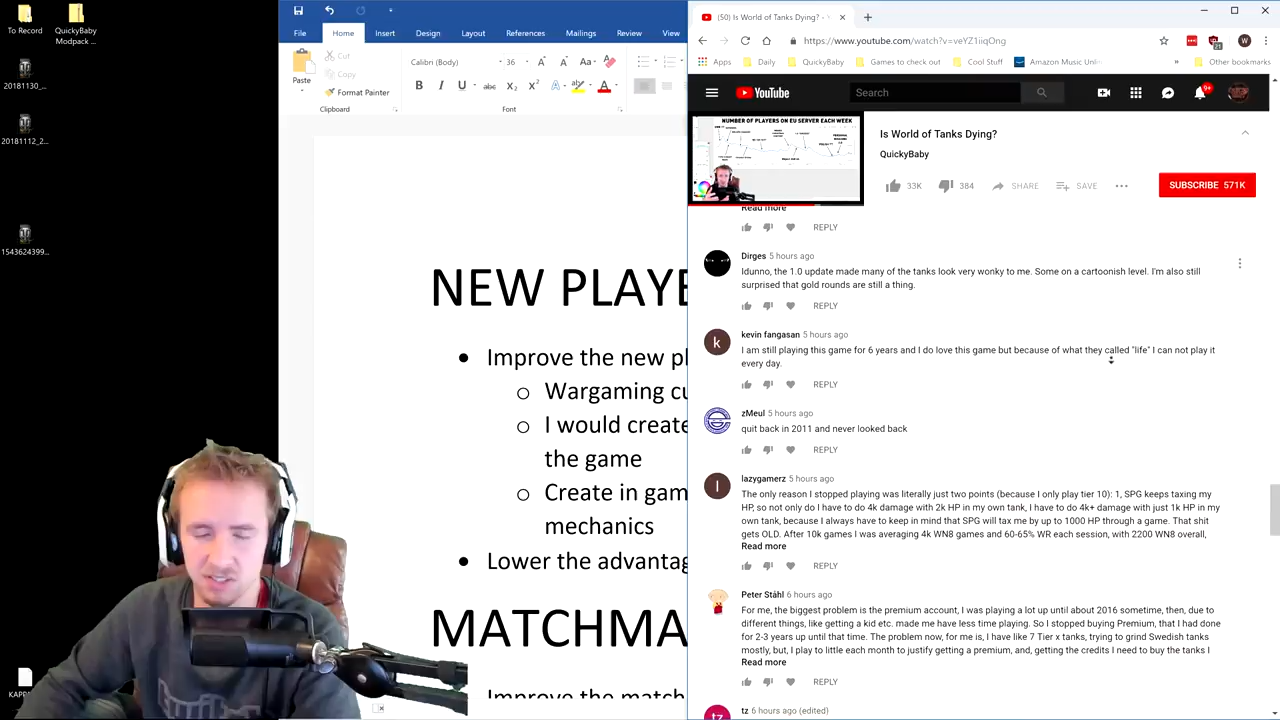 To Record
QuickyBaby
Modpack ...
20181130_...
20181112_2...
1543624399...
File Home Insert Design Layout References Mailings Review View
Paste
Cut
Copy
Format Painter
Clipboard
Calibri (Body) 36
B I U abc X₂ X²
Font
NEW PLAYE
• Improve the new pl
o Wargaming cu
o I would create
the game
o Create in gam
mechanics
• Lower the advantag
MATCHMA
Improve the match
(50) Is World of Tanks Dying? -
https://www.youtube.com/watch?v=veYZ1iiqOng
Apps Daily QuickyBaby Games to check out Cool Stuff Amazon Music Unli » Other bookmarks
YouTube
Search
9+
NUMBER OF PLAYERS ON EU SERVER EACH WEEK
Is World of Tanks Dying?
QuickyBaby
33K 384 SHARE SAVE ...
SUBSCRIBE 571K
Read more
REPLY
Dirges 5 hours ago
Idunno, the 1.0 update made many of the tanks look very wonky to me. Some on a cartoonish level. I'm also still
surprised that gold rounds are still a thing.
REPLY
kevin fangasan 5 hours ago
I am still playing this game for 6 years and I do love this game but because of what they called "life" I can not play it
every day.
REPLY
zMeul 5 hours ago
quit back in 2011 and never looked back
REPLY
lazygamerz 5 hours ago
The only reason I stopped playing was literally just two points (because I only play tier 10): 1, SPG keeps taxing my
HP, so not only do I have to do 4k damage with 2k HP in my own tank, I have to do 4k+ damage with just 1k HP in my
own tank, because I always have to keep in mind that SPG will tax me by up to 1000 HP through a game. That shit
gets OLD. After 10k games I was averaging 4k WN8 games and 60-65% WR each session, with 2200 WN8 overall,
Read more
REPLY
Peter Ståhl 6 hours ago
For me, the biggest problem is the premium account, I was playing a lot up until about 2016 sometime, then, due to
different things, like getting a kid etc. made me have less time playing. So I stopped buying Premium, that I had done
for 2-3 years up until that time. The problem now, for me is, I have like 7 Tier x tanks, trying to grind Swedish tanks
mostly, but, I play to little each month to justify getting a premium, and, getting the credits I need to buy the tanks I
Read more
REPLY
tz 6 hours ago (edited)